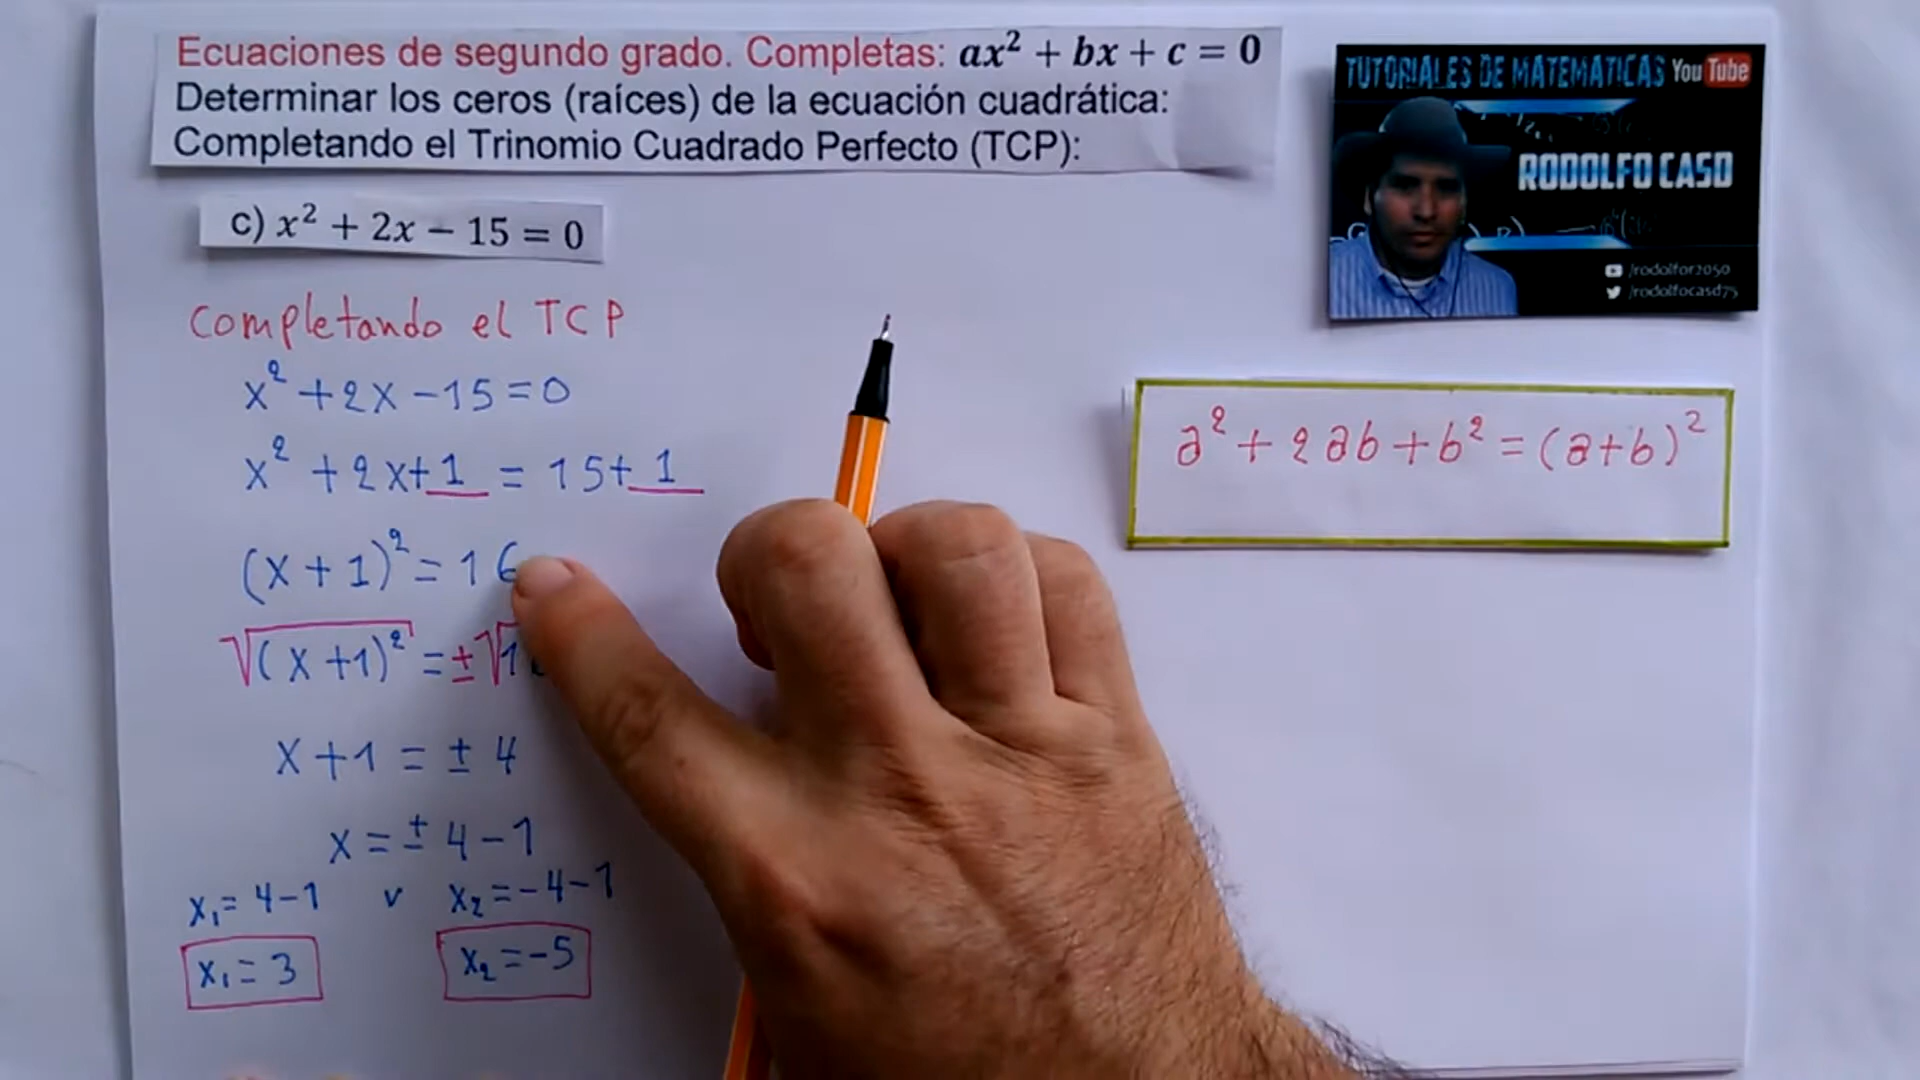 Ecuaciones de segundo grado. Completas: ax² + bx + c = 0
Determinar los ceros (raíces) de la ecuación cuadrática:
Completando el Trinomio Cuadrado Perfecto (TCP):
TUTORIALES DE MATEMATICAS YouTube
RODOLFO CASD
/rodolfor2050
/rodolfocasd75
c) x² + 2x − 15 = 0
Completando el TCP
x² + 2x − 15 = 0
x² + 2x + 1 = 15 + 1
(x + 1)² = 16
√(x + 1)² = ± √1
x + 1 = ± 4
x = ± 4 − 1
x₁ = 4 − 1 v x₂ = −4 − 1
x₁ = 3 x₂ = −5
a² + 2ab + b² = (a + b)²